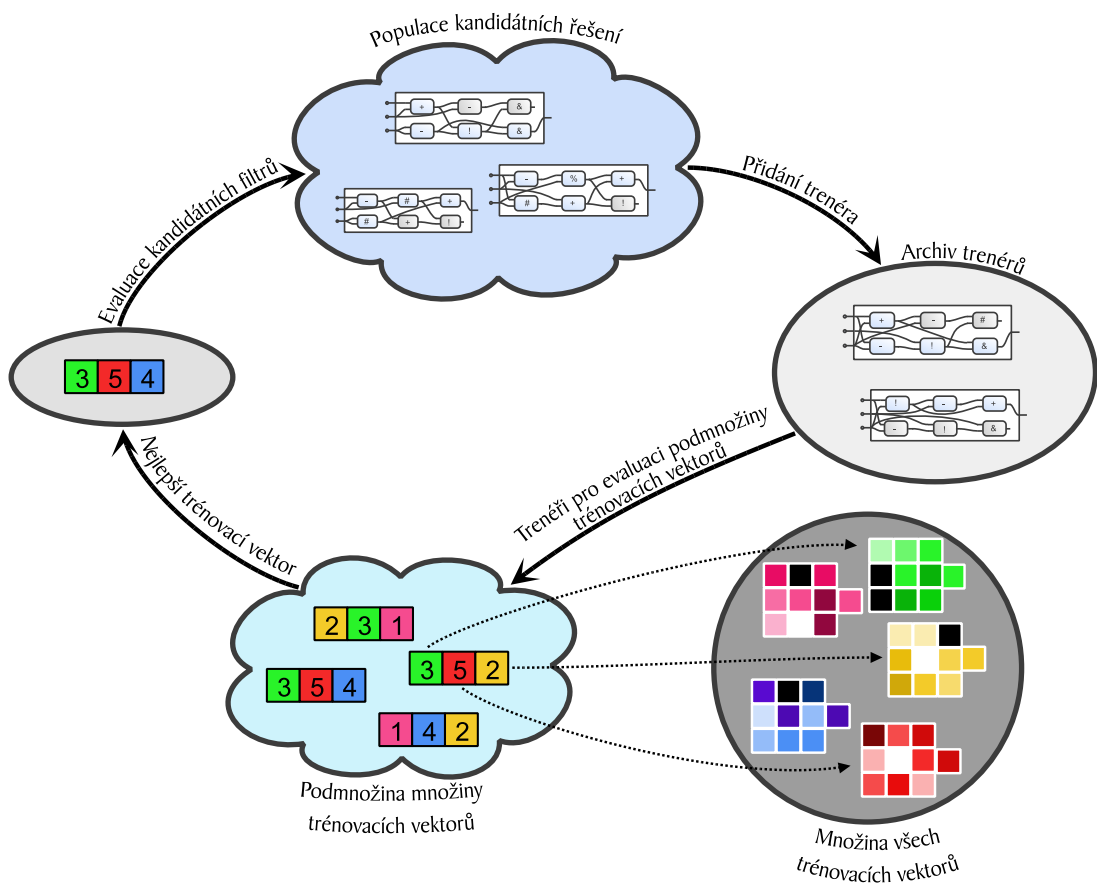 Populace kandidátních řešení
+ - &
- ! &
- % +
# + !
- # +
# + !
Evaluace kandidátních filtrů
Přidání trenéra
Archiv trenérů
+ - #
- ! &
! - +
- ! &
3 5 4
Nejlepší trénovací vektor
Trenéři pro evaluaci podmnožiny
trénovacích vektorů
2 3 1
3 5 2
3 5 4
1 4 2
Podmnožina množiny
trénovacích vektorů
Množina všech
trénovacích vektorů